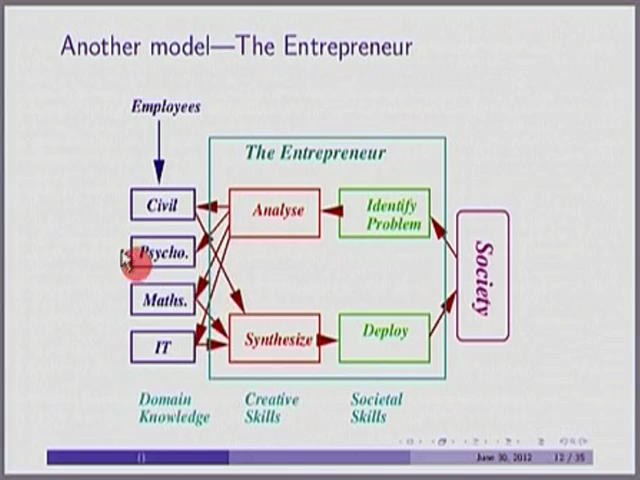 Another model—The Entrepreneur
Employees
The Entrepreneur
Civil
Analyse
Identify
Problem
Psycho.
Society
Maths.
IT
Synthesize
Deploy
Domain
Knowledge
Creative
Skills
Societal
Skills
()
June 30, 2012
12 / 35